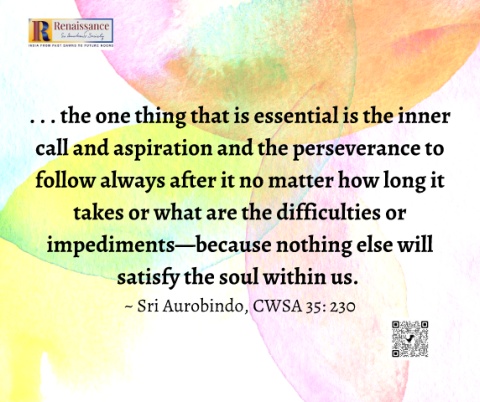 Renaissance
Sri Aurobindo Society
INDIA FROM PAST DAWNS TO FUTURE NOONS
. . . the one thing that is essential is the inner
call and aspiration and the perseverance to
follow always after it no matter how long it
takes or what are the difficulties or
impediments—because nothing else will
satisfy the soul within us.
~ Sri Aurobindo, CWSA 35: 230